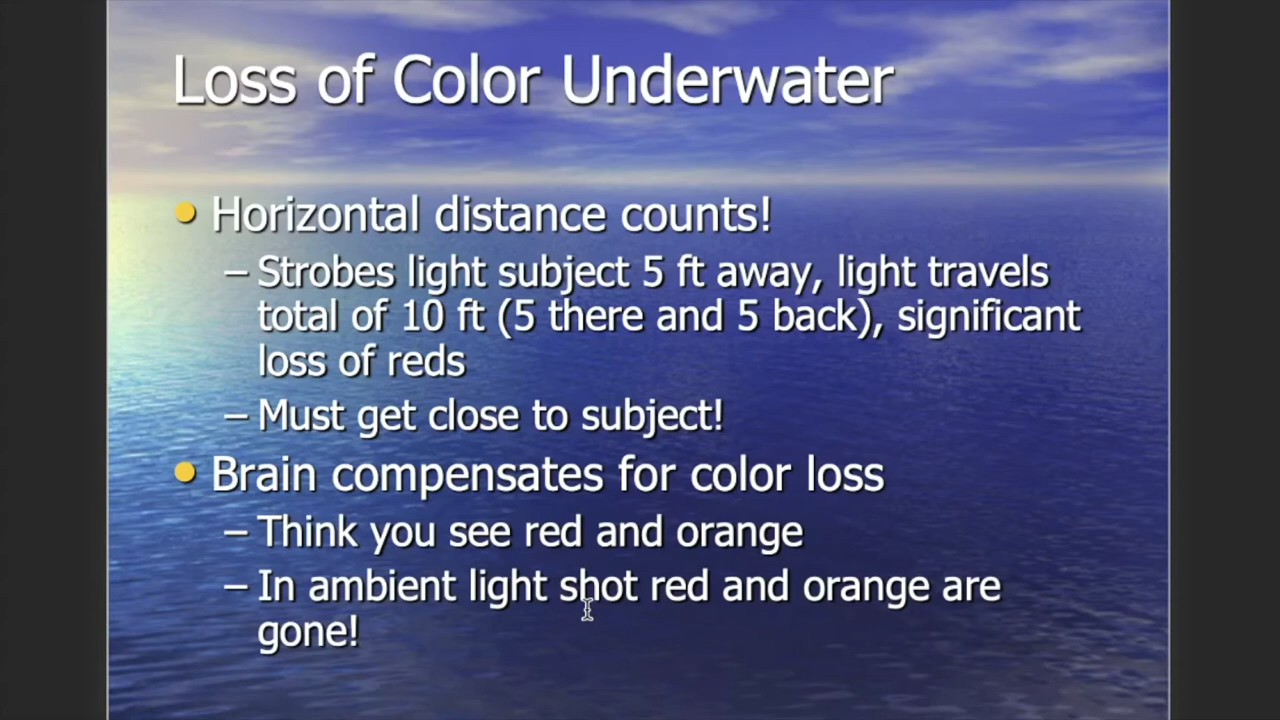 Loss of Color Underwater
Horizontal distance counts!
– Strobes light subject 5 ft away, light travels
total of 10 ft (5 there and 5 back), significant
loss of reds
– Must get close to subject!
Brain compensates for color loss
– Think you see red and orange
– In ambient light shot red and orange are
gone!